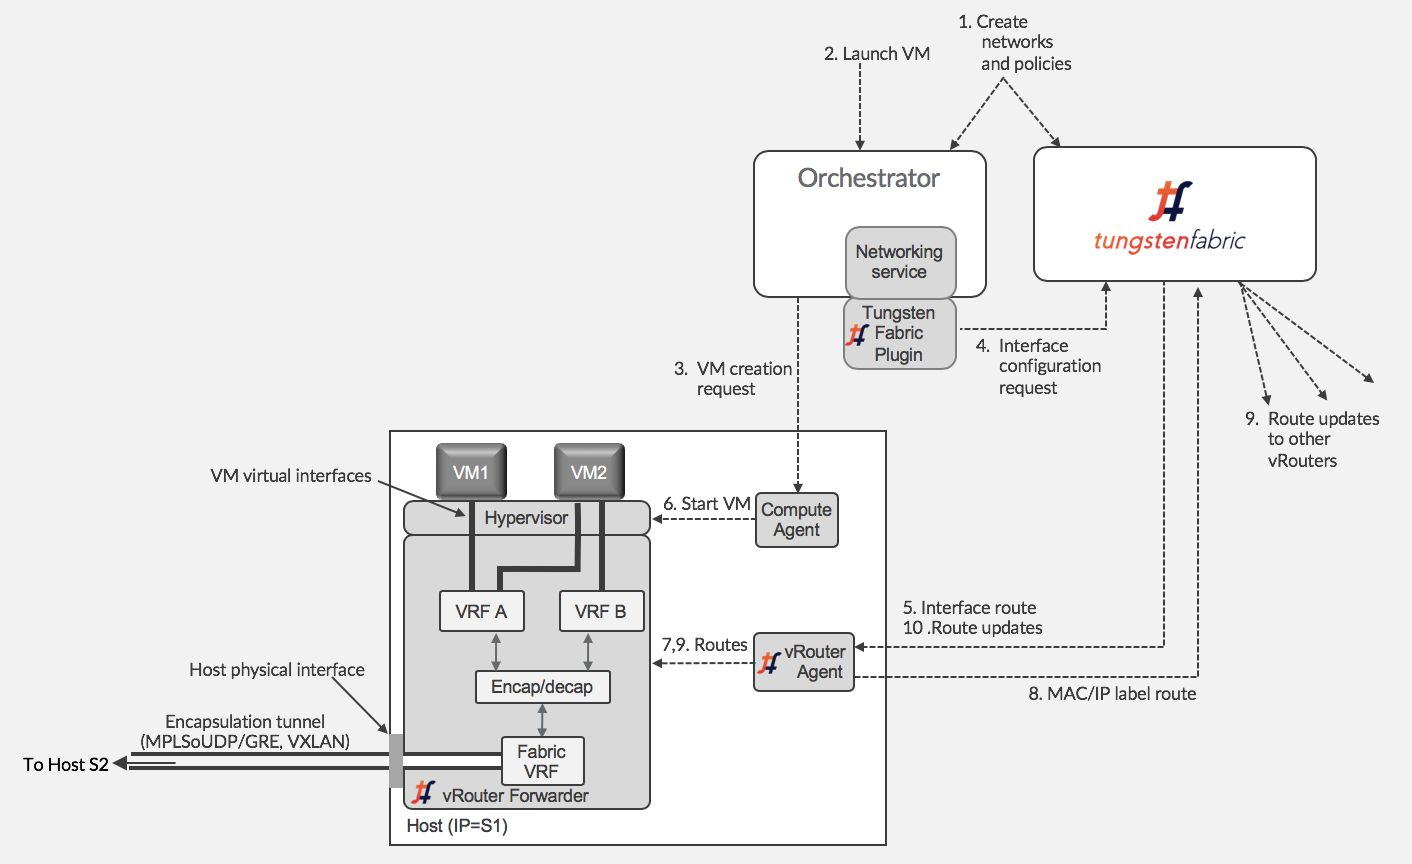 1. Create
networks
and policies
2. Launch VM
Orchestrator
Networking
service
Tungsten
Fabric
Plugin
tungstenfabric
3. VM creation
request
4. Interface
configuration
request
9. Route updates
to other
vRouters
VM1
VM2
VM virtual interfaces
Hypervisor
6. Start VM
Compute
Agent
VRF A
VRF B
5. Interface route
10 .Route updates
7,9. Routes
vRouter
Agent
8. MAC/IP label route
Host physical interface
Encap/decap
Encapsulation tunnel
(MPLSoUDP/GRE, VXLAN)
Fabric
VRF
To Host S2
vRouter Forwarder
Host (IP=S1)